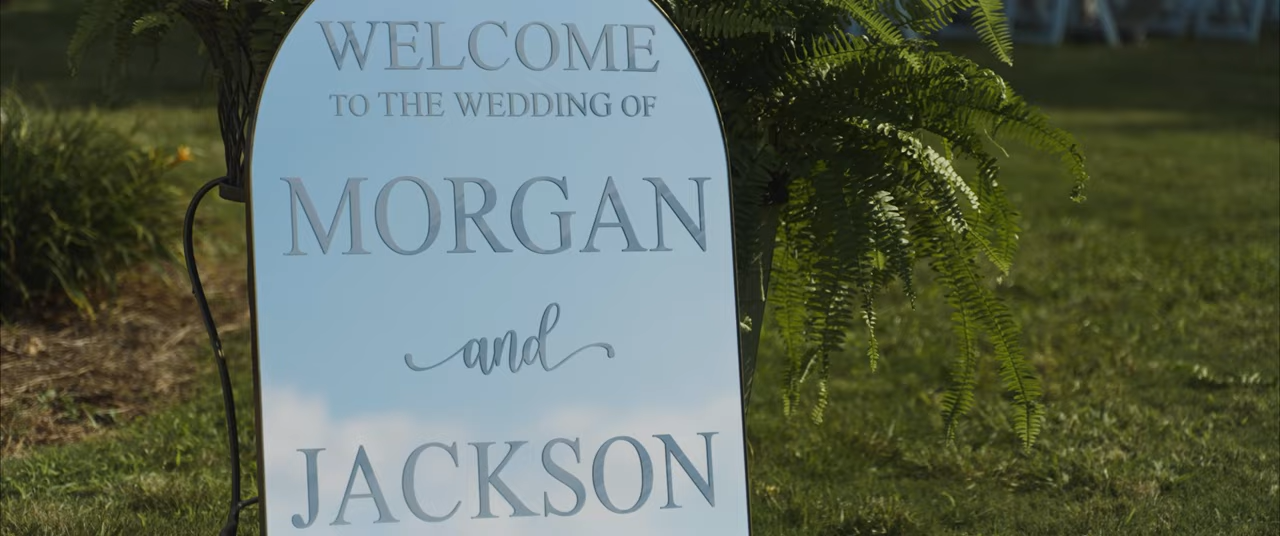 WELCOME
TO THE WEDDING OF
MORGAN
and
JACKSON